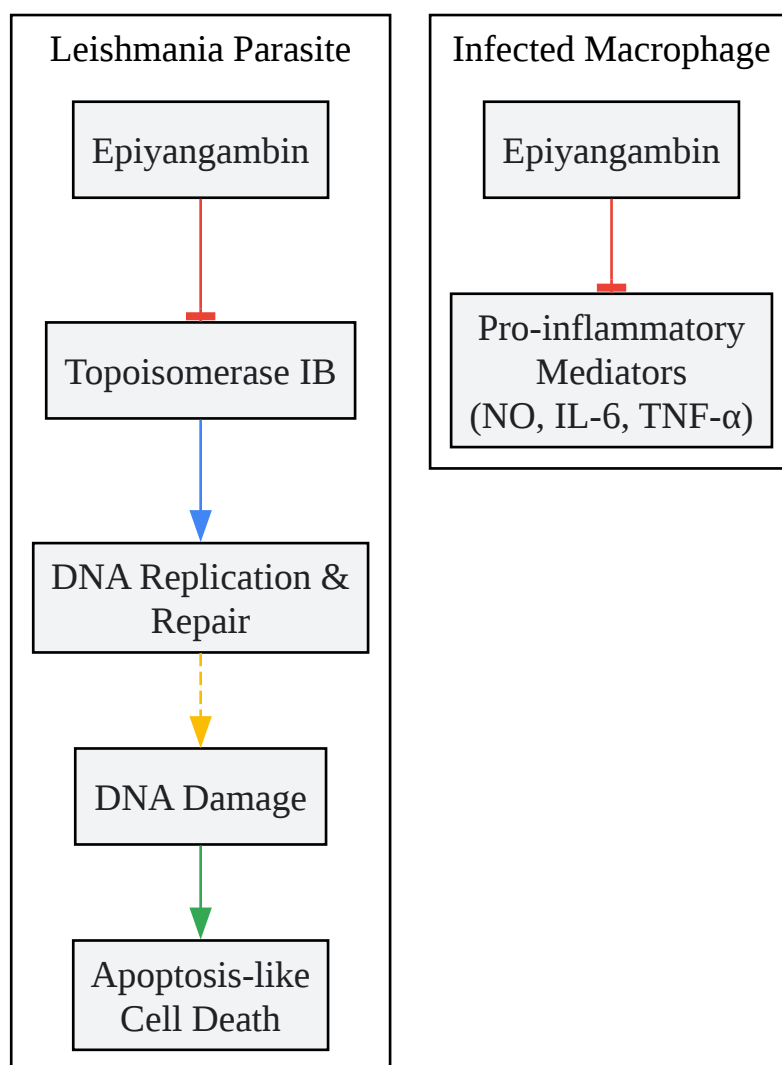 Leishmania Parasite
Epiyangambin
Topoisomerase IB
DNA Replication &
Repair
DNA Damage
Apoptosis-like
Cell Death
Infected Macrophage
Epiyangambin
Pro-inflammatory
Mediators
(NO, IL-6, TNF-α)